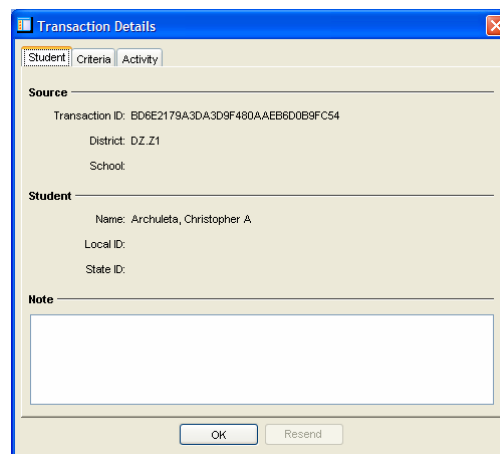 Transaction Details
Student Criteria Activity
Source
Transaction ID: BD6E2179A3DA3D9F480AAEB6D0B9FC54
District: DZ.Z1
School:
Student
Name: Archuleta, Christopher A
Local ID:
State ID:
Note
OK Resend